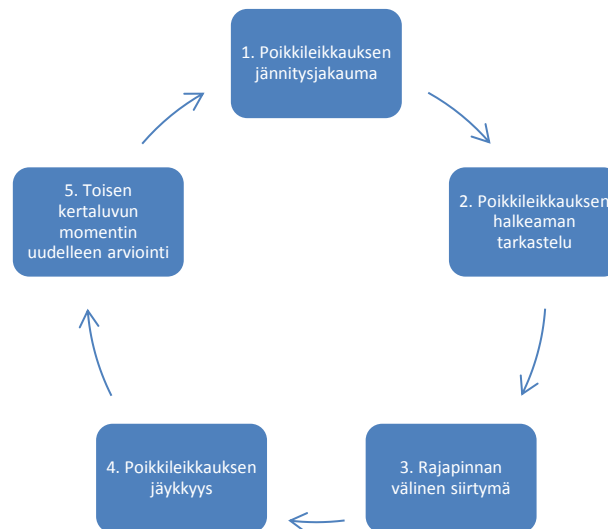 1. Poikkileikkauksen
jännitysjakauma
2. Poikkileikkauksen
halkeaman
tarkastelu
3. Rajapinnan
välinen siirtymä
4. Poikkileikkauksen
jäykkyys
5. Toisen
kertaluvun
momentin
uudelleen arviointi